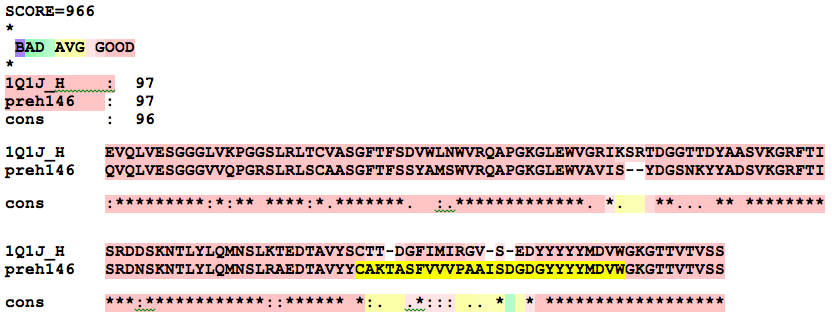 SCORE=966
*
BAD AVG GOOD
*
1Q1J_H : 97
preh146 : 97
cons : 96
1Q1J_H EVQLVESGGGLVKPGGSLRLTCVASGFTFSDVWLNWVRQAPGKGLEWVGRIKSRTDGGTTDYAASVKGRFTI
preh146 QVQLVESGGGVVQPGRSLRLSCAASGFTFSSYAMSWVRQAPGKGLEWVAVIS--YDGSNKYYADSVKGRFTI
cons :*********:*:** ****:*.*******.  :.*************. *.   **... ** ********
1Q1J_H SRDDSKNTLYLQMNSLKTEDTAVYSCTT-DGFIMIRGV-S-EDYYYYYMDVWGKGTTVTVSS
preh146 SRDNSKNTLYLQMNSLRAEDTAVYYCAKTASFVVVPAAISDGDGYYYYMDVWGKGTTVTVSS
cons ***:************::****** *:.  .*::: .. *  * ******************